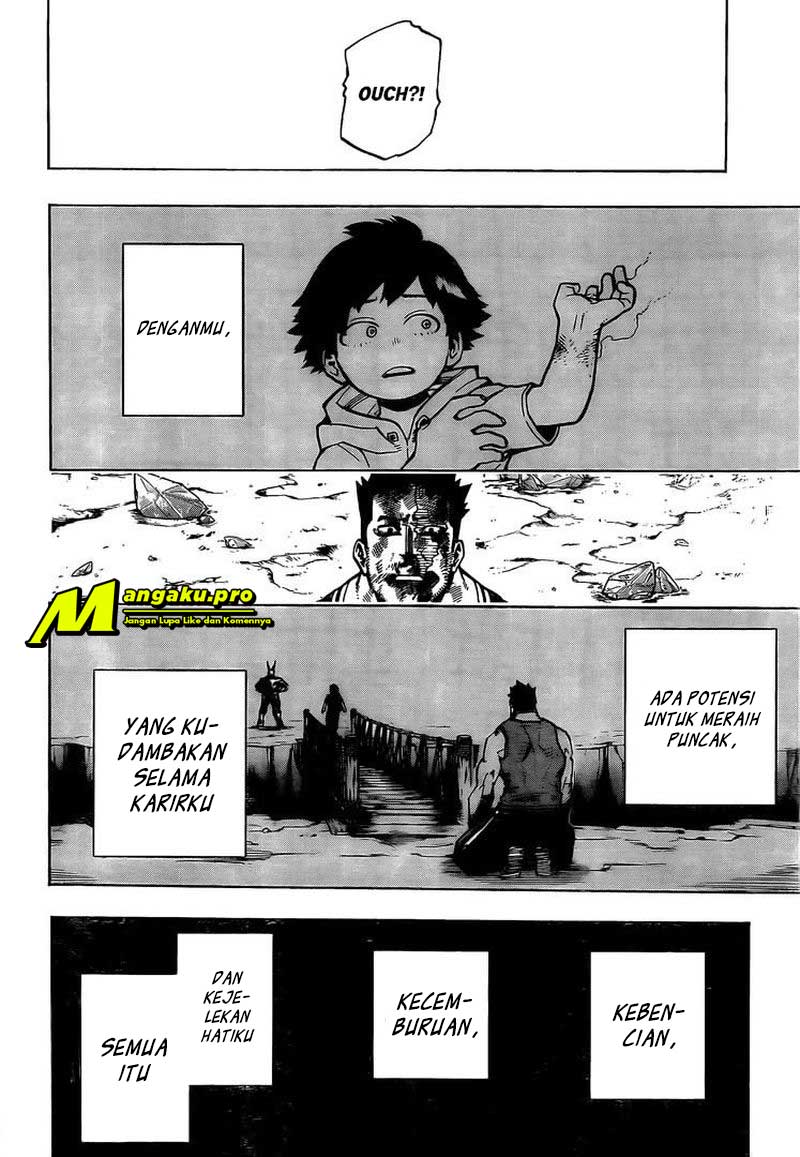 OUCH?!
DENGANMU,
Mangaku.pro
Jangan Lupa Like dan Komennya
ADA POTENSI
UNTUK MERAIH
PUNCAK,
YANG KU-
DAMBAKAN
SELAMA
KARIRKU
KEBEN-
CIAN,
KECEM-
BURUAN,
DAN
KEJE-
LEKAN
HATIKU
SEMUA
ITU